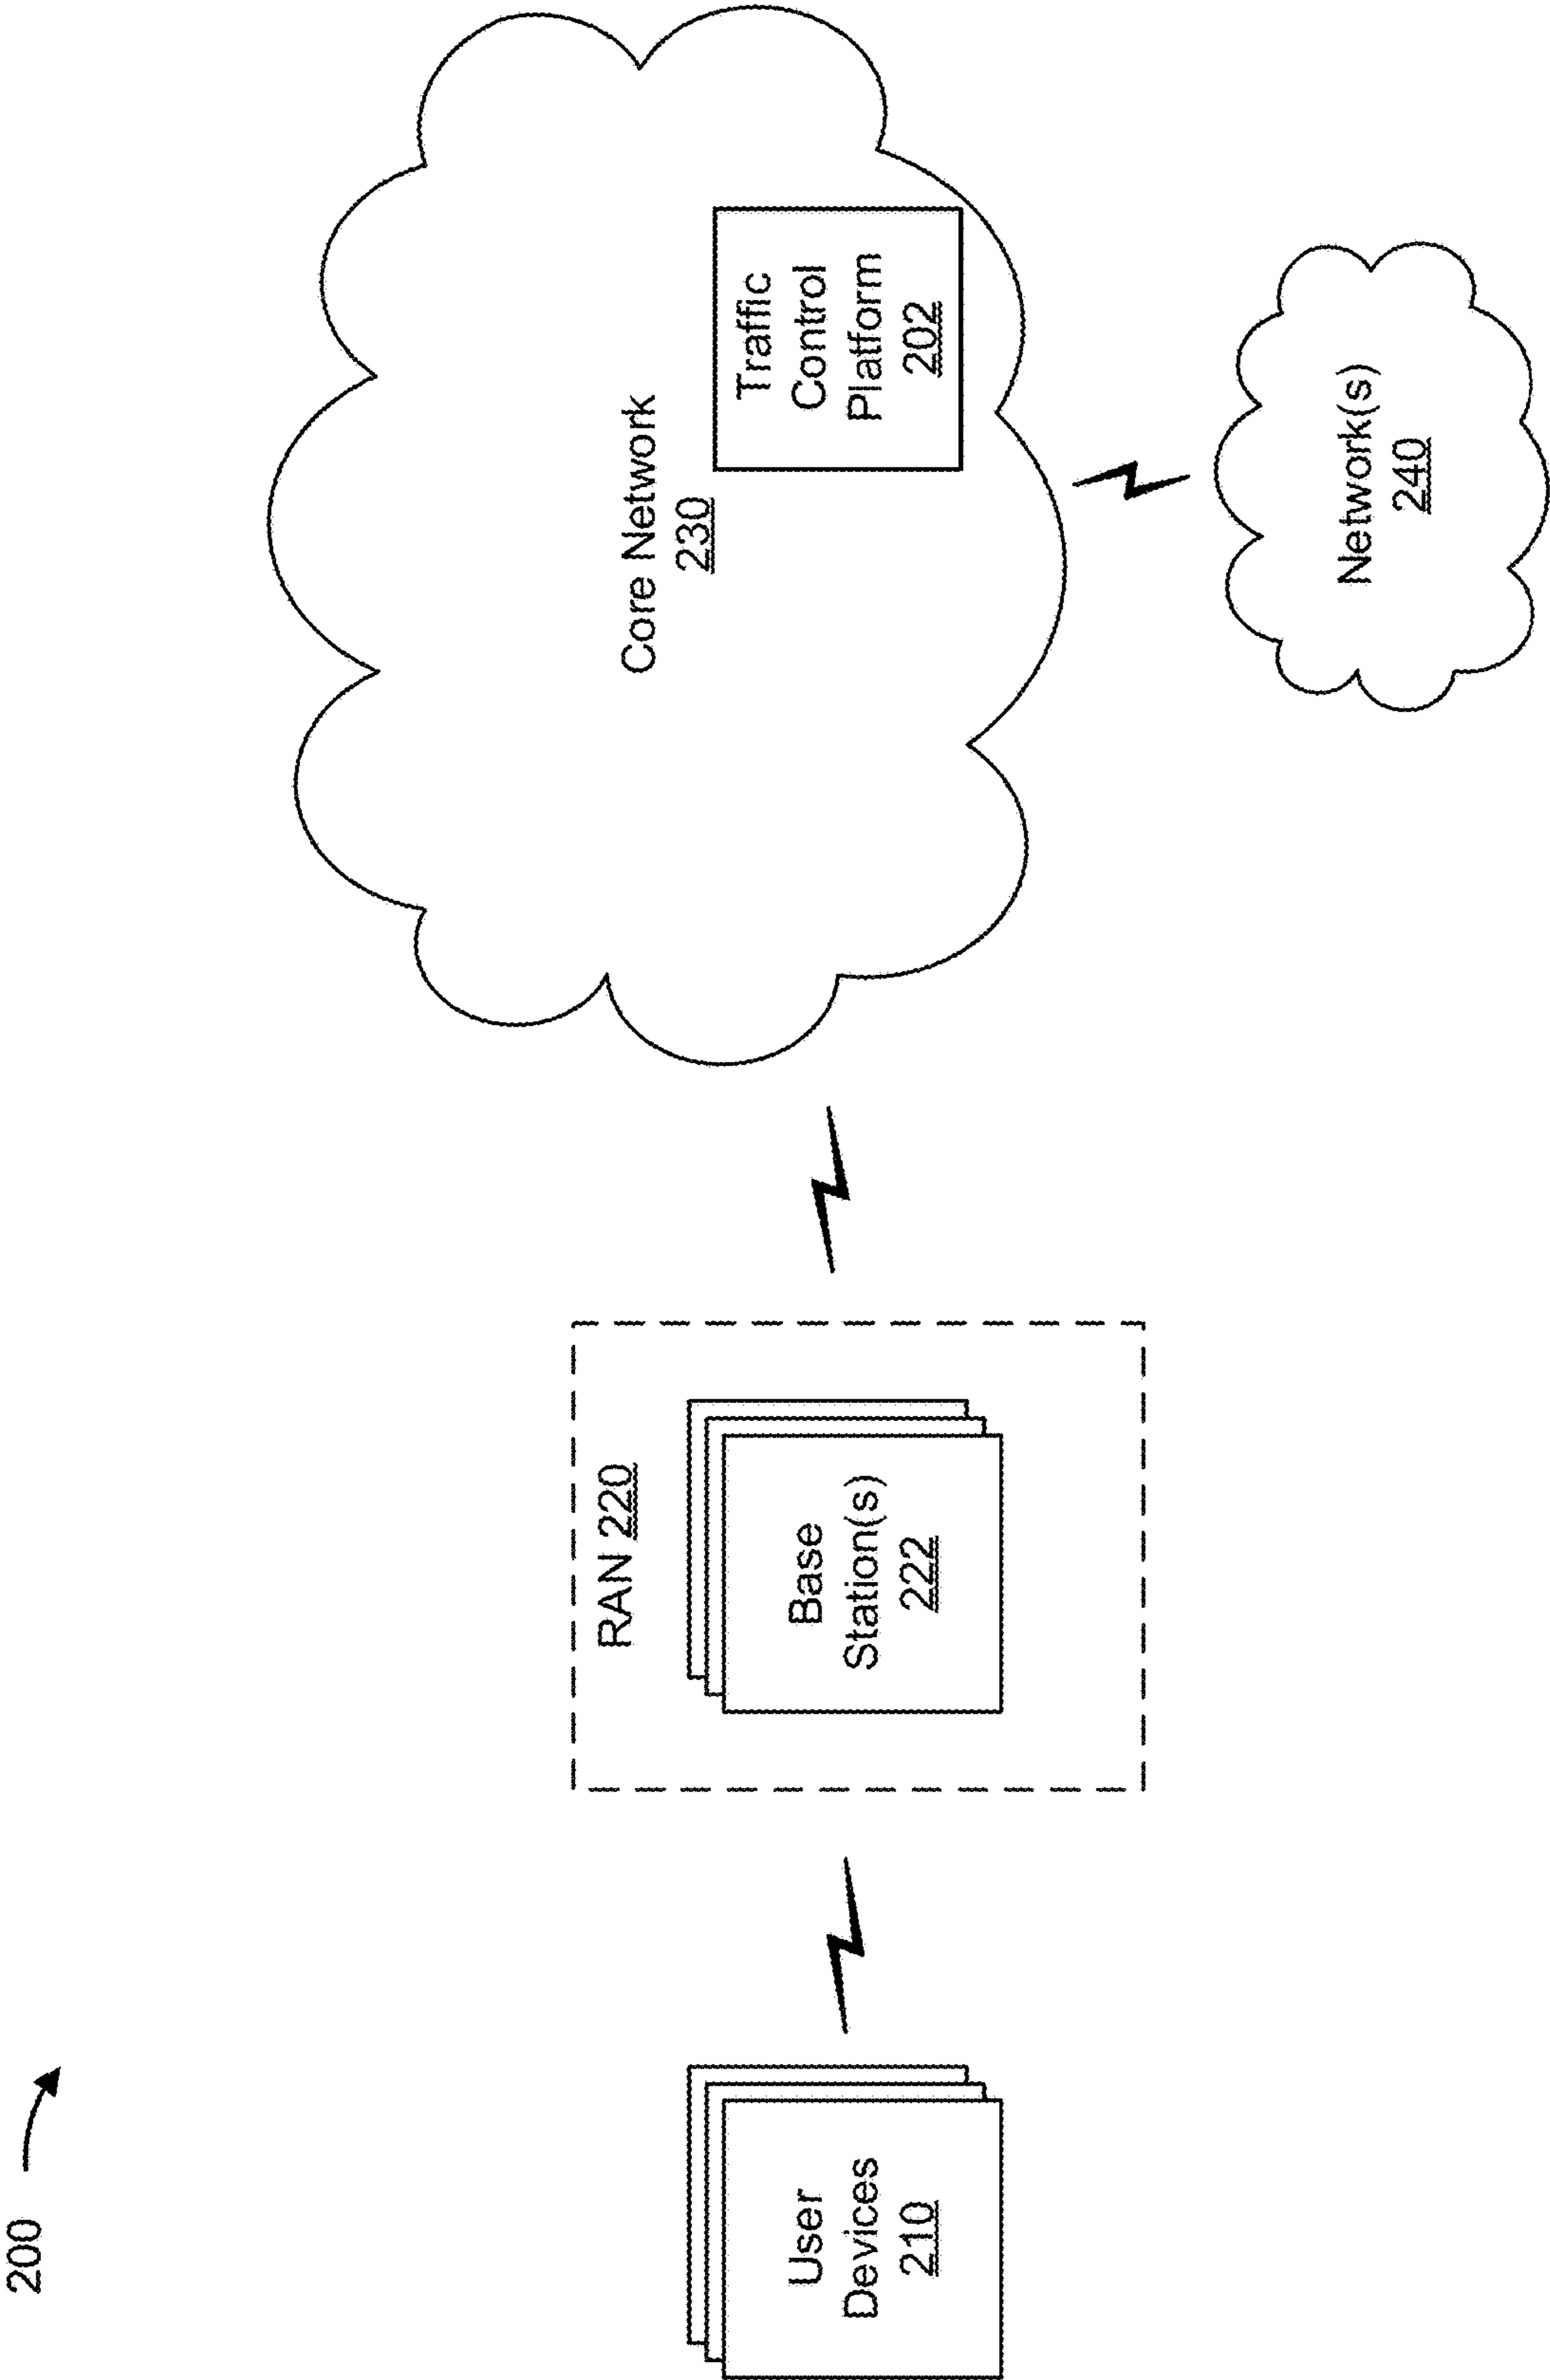 200
User
Devices
210
RAN 220
Base
Station(s)
222
Core Network
230
Traffic
Control
Platform
202
Network(s)
240